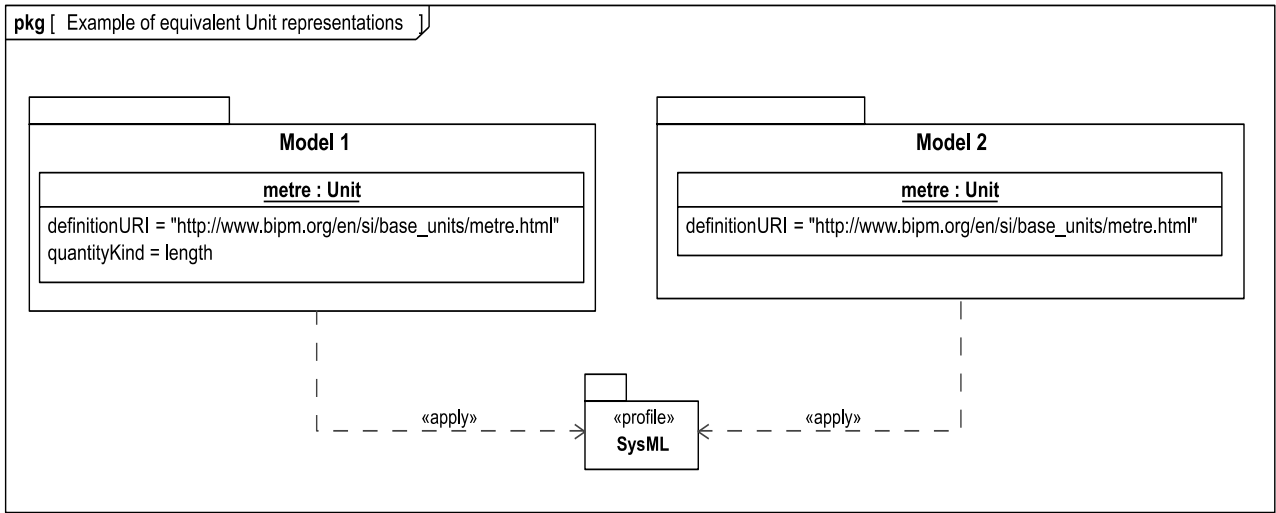 pkg [ Example of equivalent Unit representations ]
Model 1
metre : Unit
definitionURI = "http://www.bipm.org/en/si/base_units/metre.html"
quantityKind = length
Model 2
metre : Unit
definitionURI = "http://www.bipm.org/en/si/base_units/metre.html"
«apply»
«profile»
SysML
«apply»